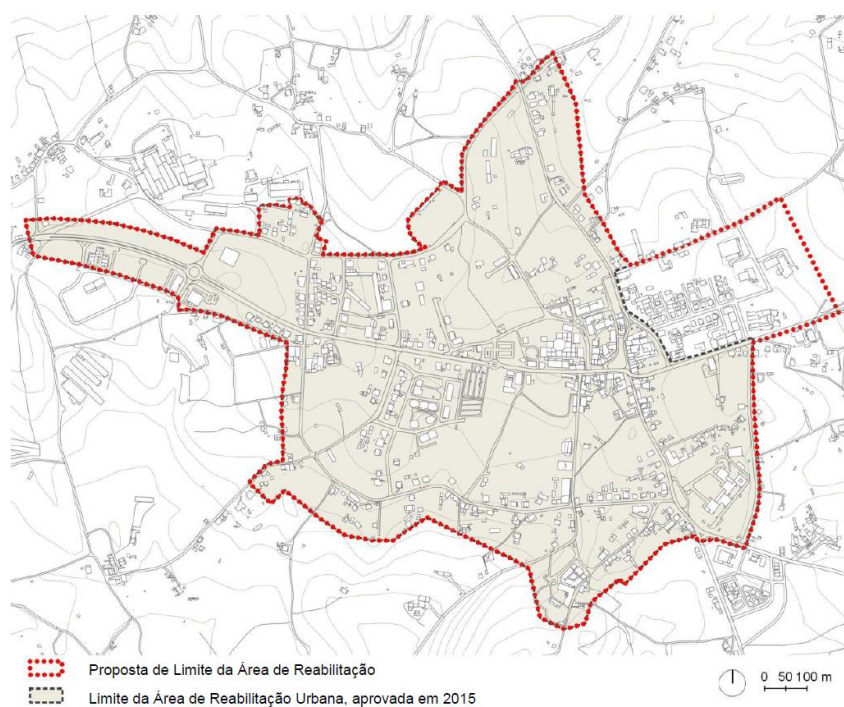 Proposta de Limite da Área de Reabilitação
Limite da Área de Reabilitação Urbana, aprovada em 2015
0 50 100 m